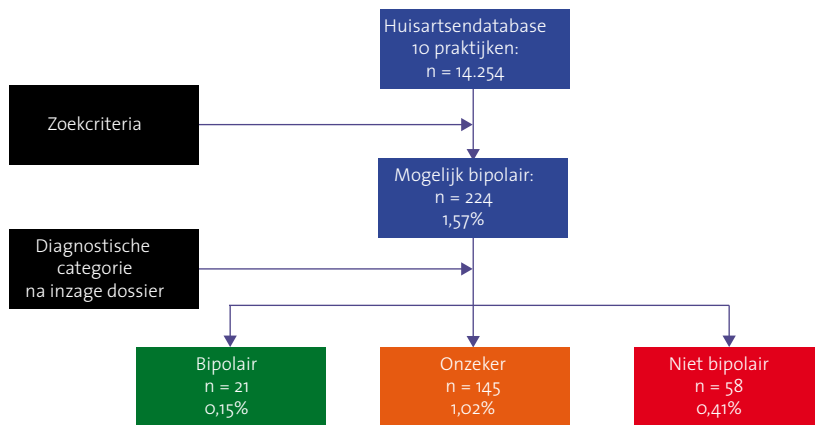 Huisartsendatabase
10 praktijken:
n = 14.254
Zoekcriteria
Mogelijk bipolair:
n = 224
1,57%
Diagnostische
categorie
na inzage dossier
Bipolair
n = 21
0,15%
Onzeker
n = 145
1,02%
Niet bipolair
n = 58
0,41%